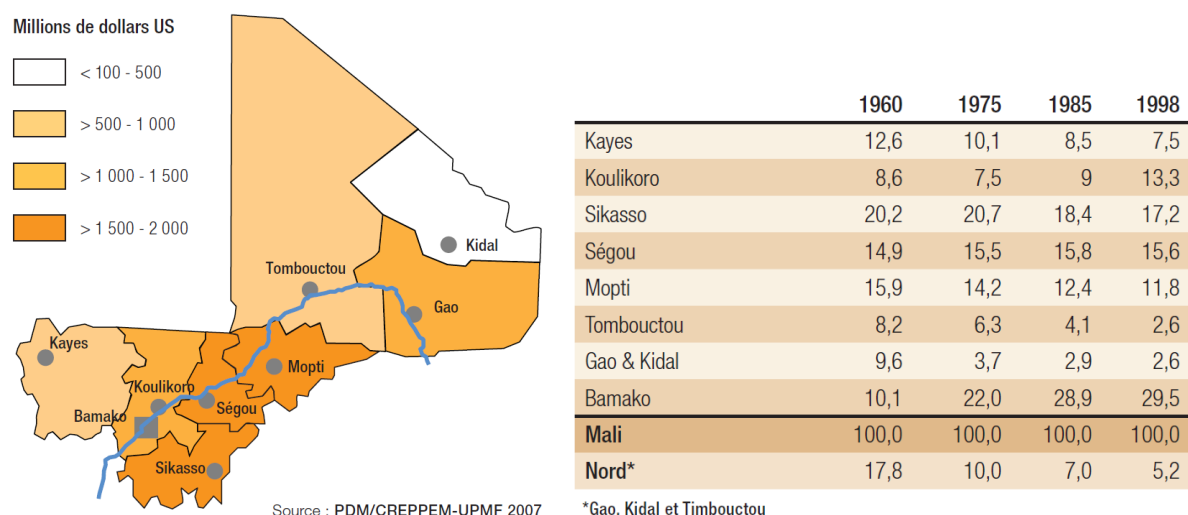 Millions de dollars US
< 100 - 500
> 500 - 1 000
> 1 000 - 1 500
> 1 500 - 2 000
Kidal
Tombouctou
Gao
Kayes
Mopti
Koulikoro
Bamako
Ségou
Sikasso
Source : PDM/CREPPEM-UPMF 2007
1960 1975 1985 1998
Kayes 12,6 10,1 8,5 7,5
Koulikoro 8,6 7,5 9 13,3
Sikasso 20,2 20,7 18,4 17,2
Ségou 14,9 15,5 15,8 15,6
Mopti 15,9 14,2 12,4 11,8
Tombouctou 8,2 6,3 4,1 2,6
Gao & Kidal 9,6 3,7 2,9 2,6
Bamako 10,1 22,0 28,9 29,5
Mali 100,0 100,0 100,0 100,0
Nord* 17,8 10,0 7,0 5,2
*Gao, Kidal et Timbouctou